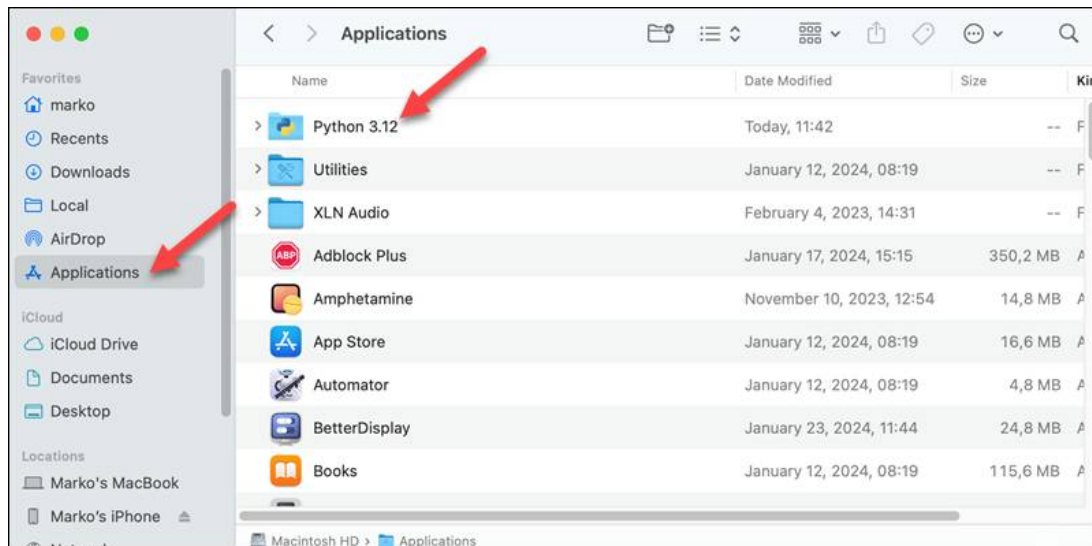 Applications
Favorites
marko
Recents
Downloads
Local
AirDrop
Applications
iCloud
iCloud Drive
Documents
Desktop
Locations
Marko's MacBook
Marko's iPhone
Name Date Modified Size
Python 3.12 Today, 11:42 --
Utilities January 12, 2024, 08:19 --
XLN Audio February 4, 2023, 14:31 --
ABP Adblock Plus January 17, 2024, 15:15 350,2 MB
Amphetamine November 10, 2023, 12:54 14,8 MB
App Store January 12, 2024, 08:19 16,6 MB
Automator January 12, 2024, 08:19 4,8 MB
BetterDisplay January 23, 2024, 11:44 24,8 MB
Books January 12, 2024, 08:19 115,6 MB
Macintosh HD > Applications